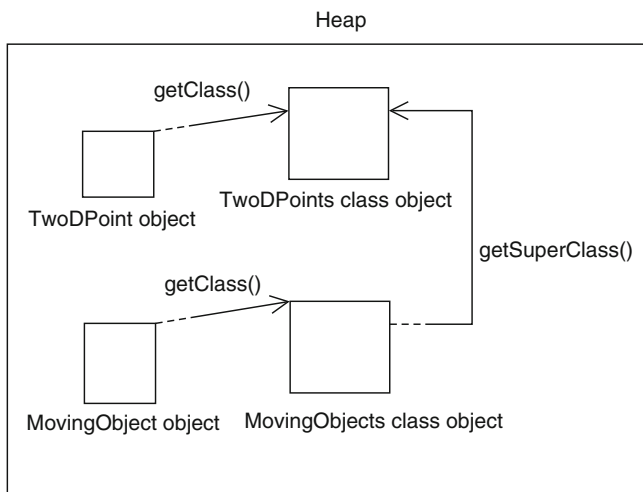 Heap
getClass()
TwoDPoint object
TwoDPoints class object
getSuperClass()
getClass()
MovingObject object
MovingObjects class object